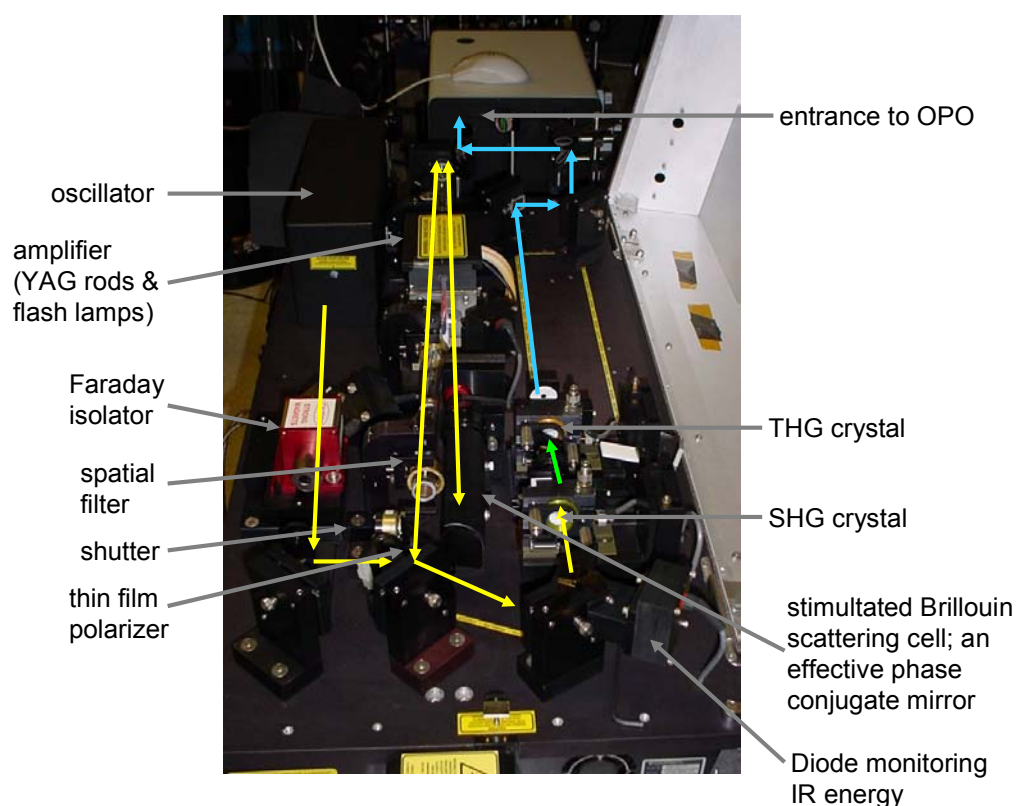 entrance to OPO
oscillator
amplifier
(YAG rods &
flash lamps)
Faraday
isolator
spatial
filter
shutter
thin film
polarizer
THG crystal
SHG crystal
stimultated Brillouin
scattering cell; an
effective phase
conjugate mirror
Diode monitoring
IR energy